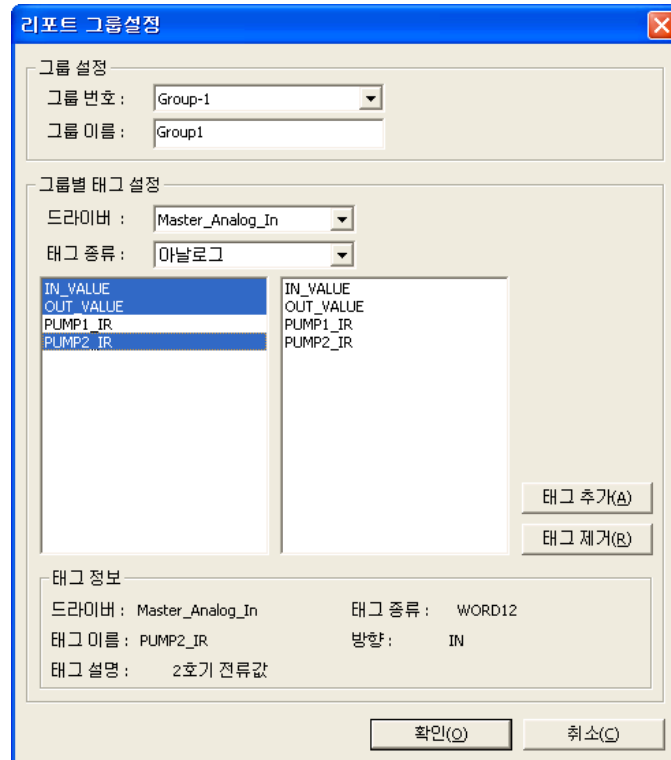 리포트 그룹설정
그룹 설정
그룹 번호 : Group-1
그룹 이름 : Group1
그룹별 태그 설정
드라이버 : Master_Analog_In
태그 종류 : 아날로그
IN_VALUE
OUT_VALUE
PUMP1_IR
PUMP2_IR
IN_VALUE
OUT_VALUE
PUMP1_IR
PUMP2_IR
태그 추가(A)
태그 제거(R)
태그 정보
드라이버 : Master_Analog_In 태그 종류 : WORD12
태그 이름 : PUMP2_IR 방향 : IN
태그 설명 : 2호기 전류값
확인(O) 취소(C)